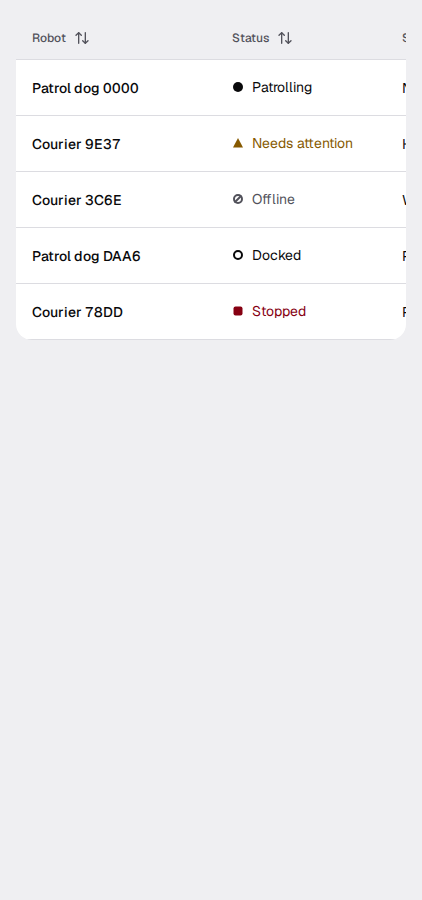 Robot Status
Patrol dog 0000 Patrolling
Courier 9E37 Needs attention
Courier 3C6E Offline
Patrol dog DAA6 Docked
Courier 78DD Stopped